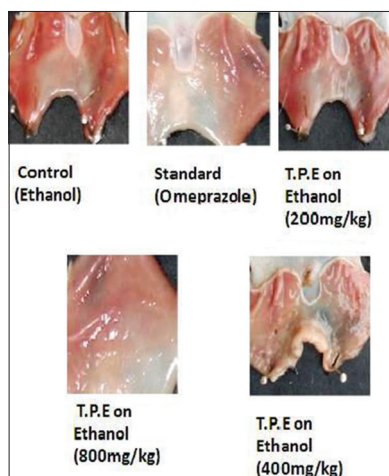 Control
(Ethanol)
Standard
(Omeprazole)
T.P.E on
Ethanol
(200mg/kg)
T.P.E on
Ethanol
(800mg/kg)
T.P.E on
Ethanol
(400mg/kg)